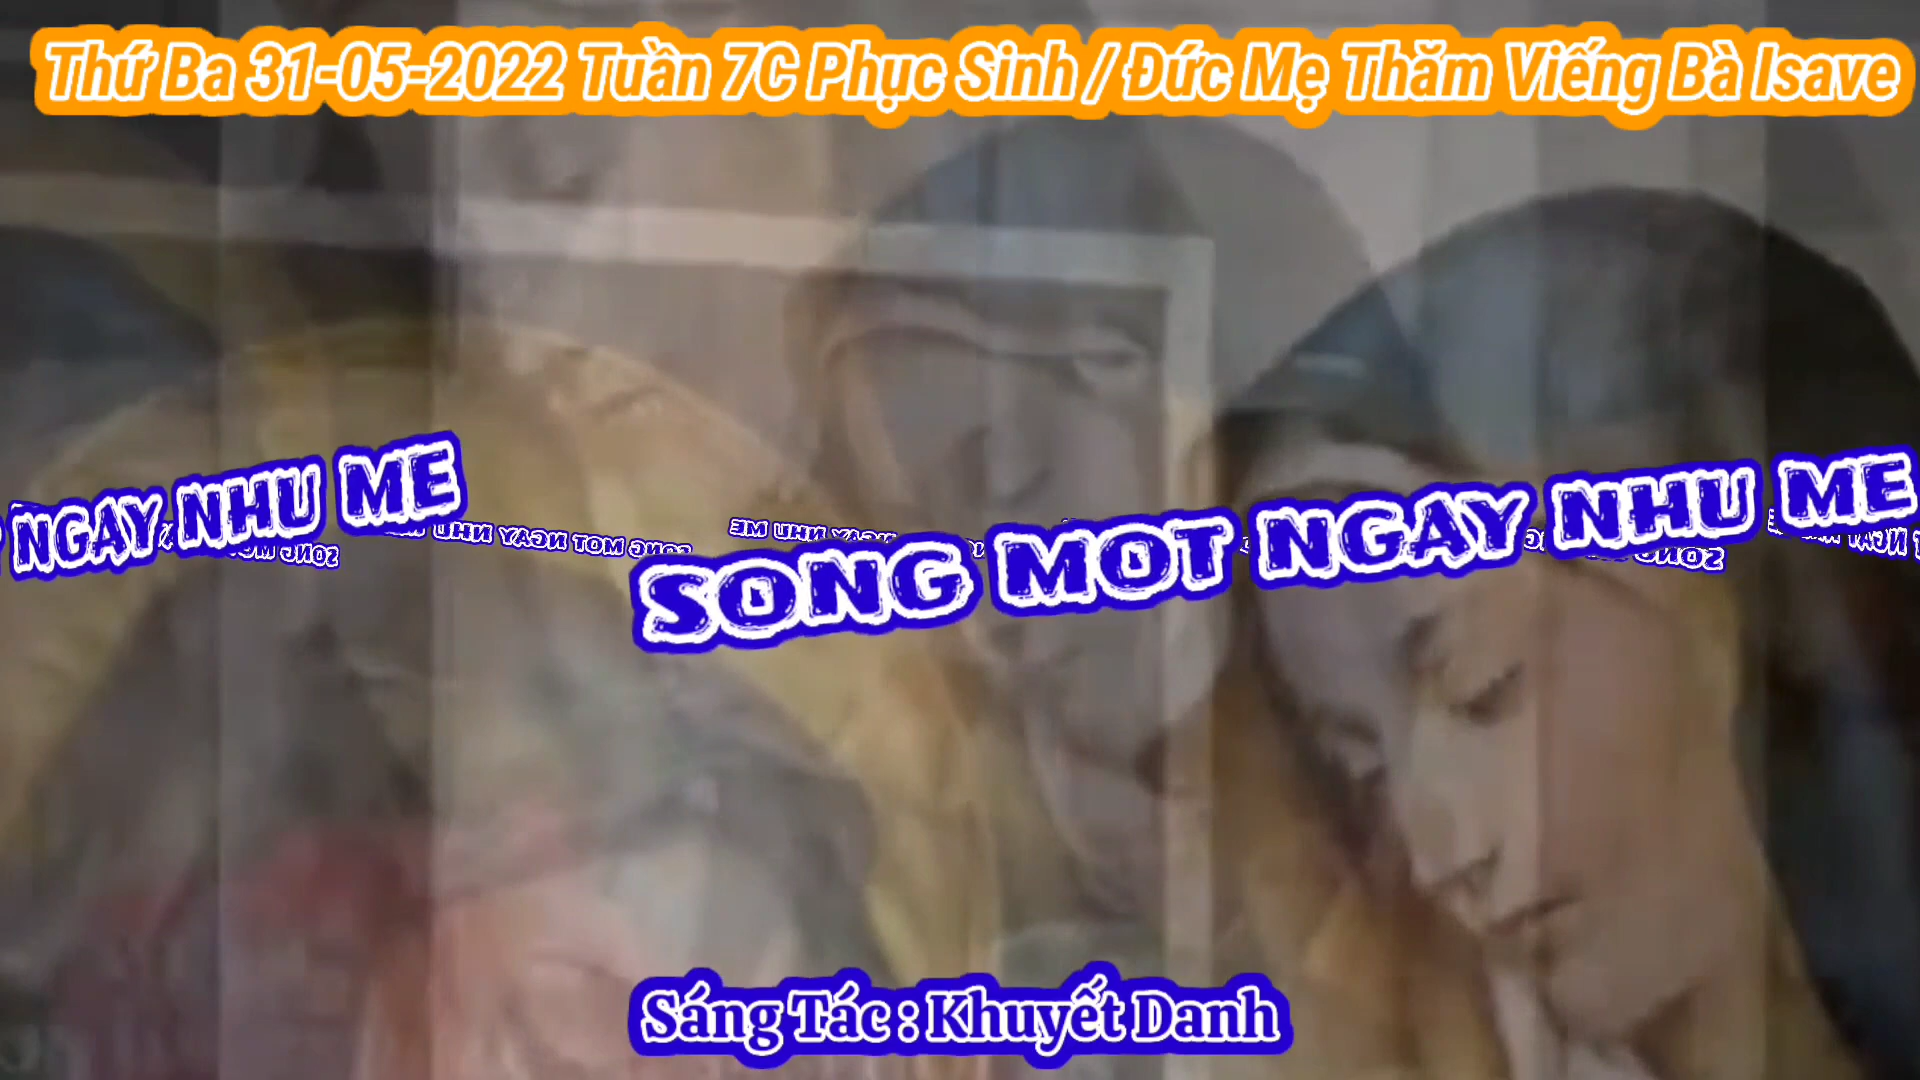 Thứ Ba 31-05-2022 Tuần 7C Phục Sinh / Đức Mẹ Thăm Viếng Bà Isave
NGAY NHU ME
SONG MOT NGAY NHU ME
Sáng Tác : Khuyết Danh